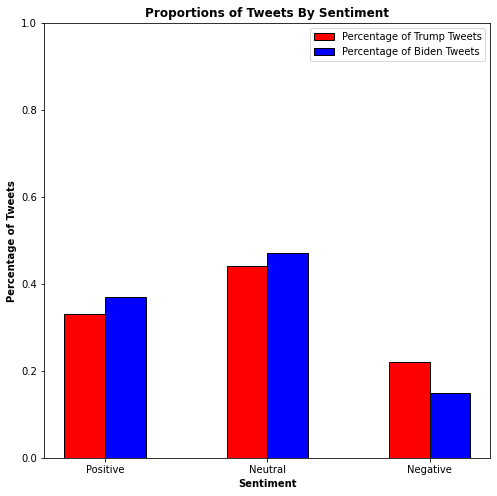 Proportions of Tweets By Sentiment
Percentage of Trump Tweets
Percentage of Biden Tweets
Percentage of Tweets
1.0
0.8
0.6
0.4
0.2
0.0
Positive
Neutral
Negative
Sentiment